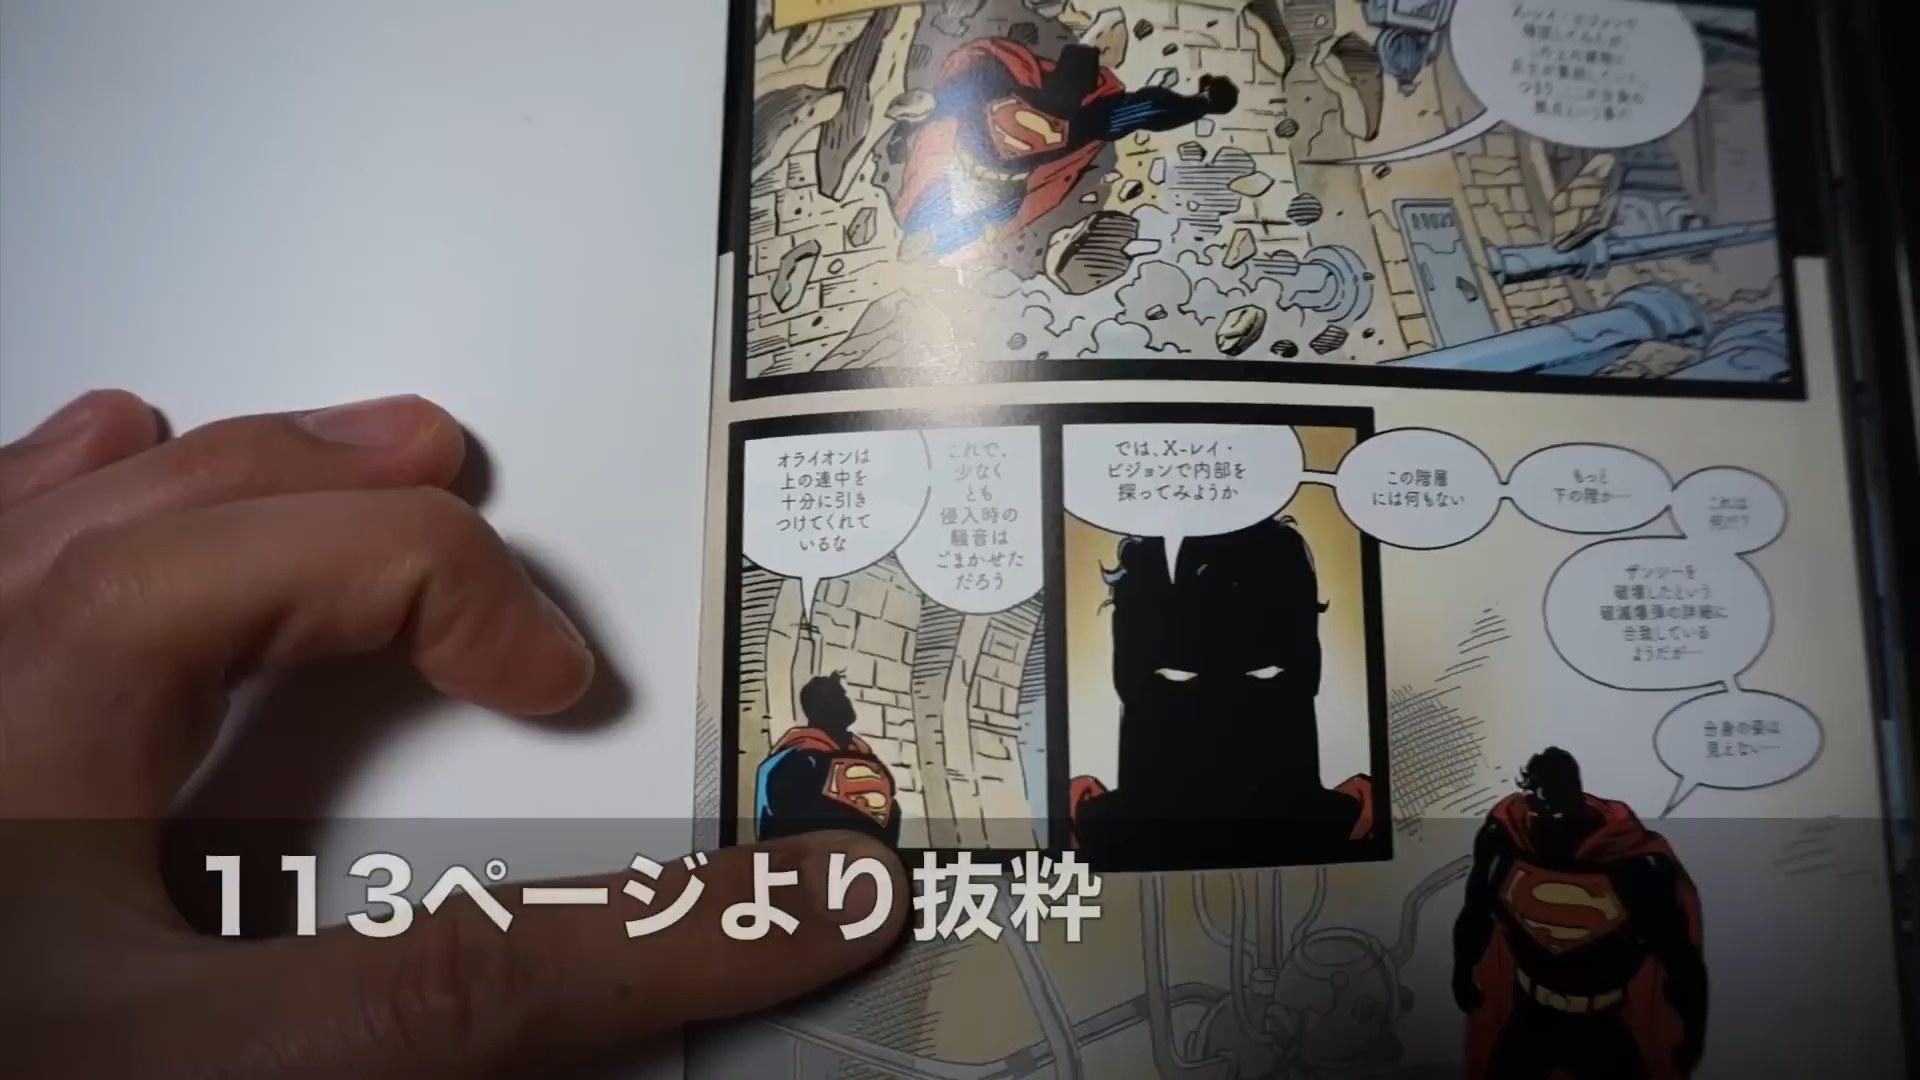 オライオンは
上の連中を
十分に引き
つけてくれて
いるな
これで、
少なく
とも
侵入時の
騒音は
ごまかせた
だろう
では、X-レイ・
ビジョンで内部を
探ってみようか
この階層
には何もない
もっと
下の階か…
これは
何だ?
ザンジーを
破壊したという
破滅爆弾の詳細に
合致している
ようだが…
分身の姿は
見えない…
113ページより抜粋